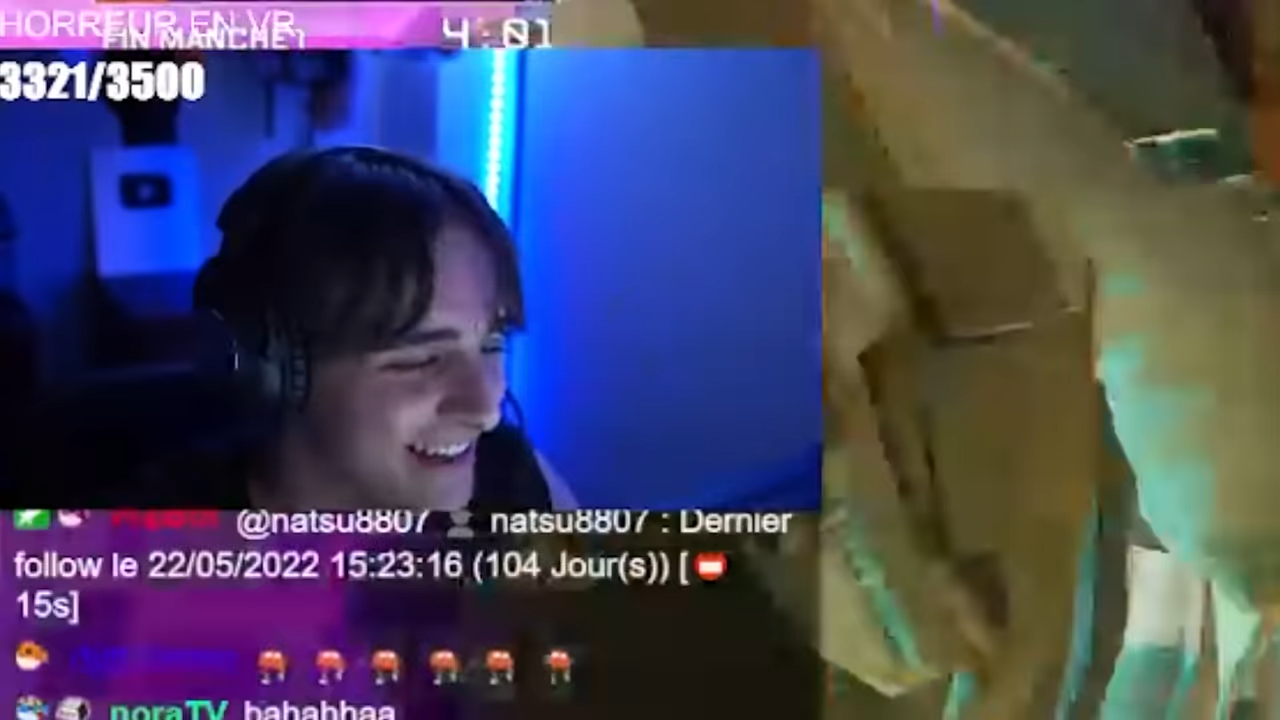 HORREUR EN VR
FIN MANCHE 1
4:01
3321/3500
@natsu8807 natsu8807 : Dernier
follow le 22/05/2022 15:23:16 (104 Jour(s)) [
15s]
noraTV hahahhaa